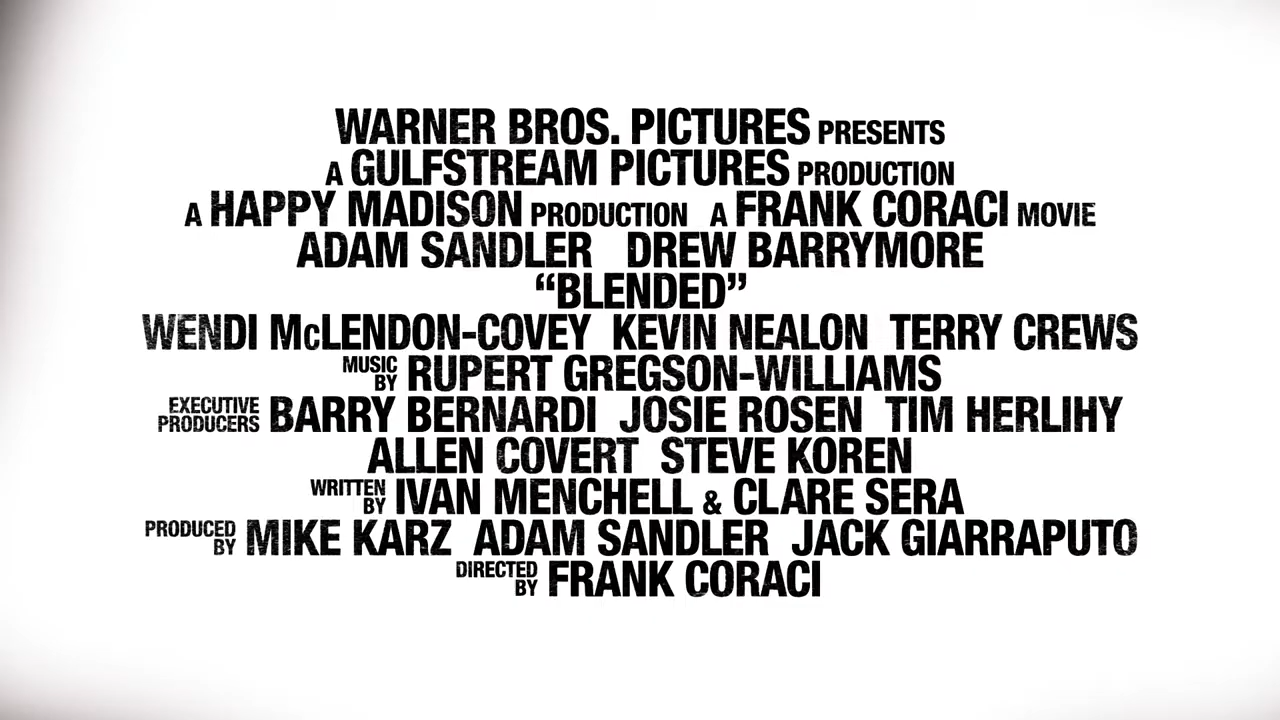 WARNER BROS. PICTURES PRESENTS
A GULFSTREAM PICTURES PRODUCTION
A HAPPY MADISON PRODUCTION A FRANK CORACI MOVIE
ADAM SANDLER DREW BARRYMORE
“BLENDED”
WENDI McLENDON-COVEY KEVIN NEALON TERRY CREWS
MUSIC BY RUPERT GREGSON-WILLIAMS
EXECUTIVE PRODUCERS BARRY BERNARDI JOSIE ROSEN TIM HERLIHY
ALLEN COVERT STEVE KOREN
WRITTEN BY IVAN MENCHELL & CLARE SERA
PRODUCED BY MIKE KARZ ADAM SANDLER JACK GIARRAPUTO
DIRECTED BY FRANK CORACI